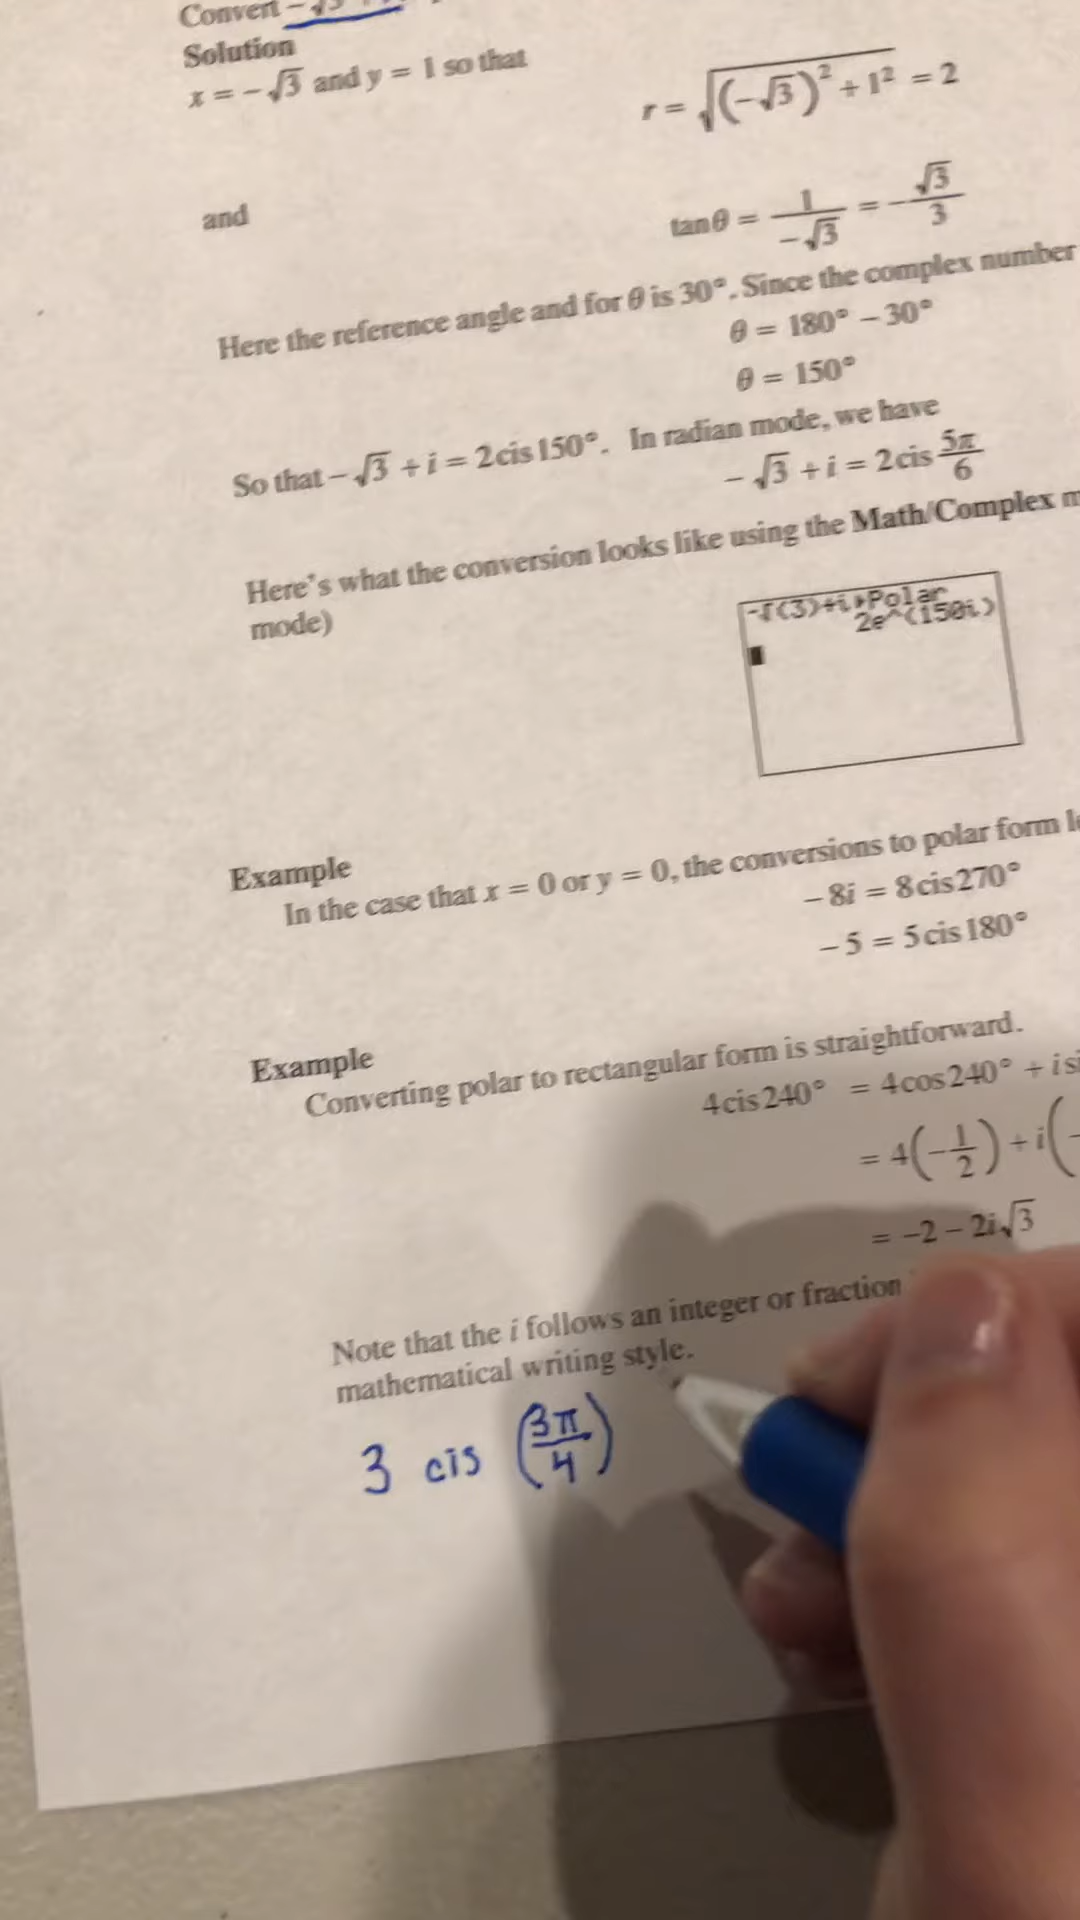 Convert −√3
Solution
x = −√3 and y = 1 so that
r = √((−√3)² + 1²) = 2
and
tanθ = 1/(−√3) = −√3/3
Here the reference angle and for θ is 30°. Since the complex number
θ = 180° − 30°
θ = 150°
So that −√3 + i = 2cis150°. In radian mode, we have
−√3 + i = 2cis 5π/6
Here's what the conversion looks like using the Math/Complex
mode)
-√(3)+i▸Polar
2e^(150i)
Example
In the case that x = 0 or y = 0, the conversions to polar form
−8i = 8cis270°
−5 = 5cis180°
Example
Converting polar to rectangular form is straightforward.
4cis240° = 4cos240° + i
= 4(−1/2) + i(−
= −2 − 2i√3
Note that the i follows an integer or fraction
mathematical writing style.
3 cis (3π/4)